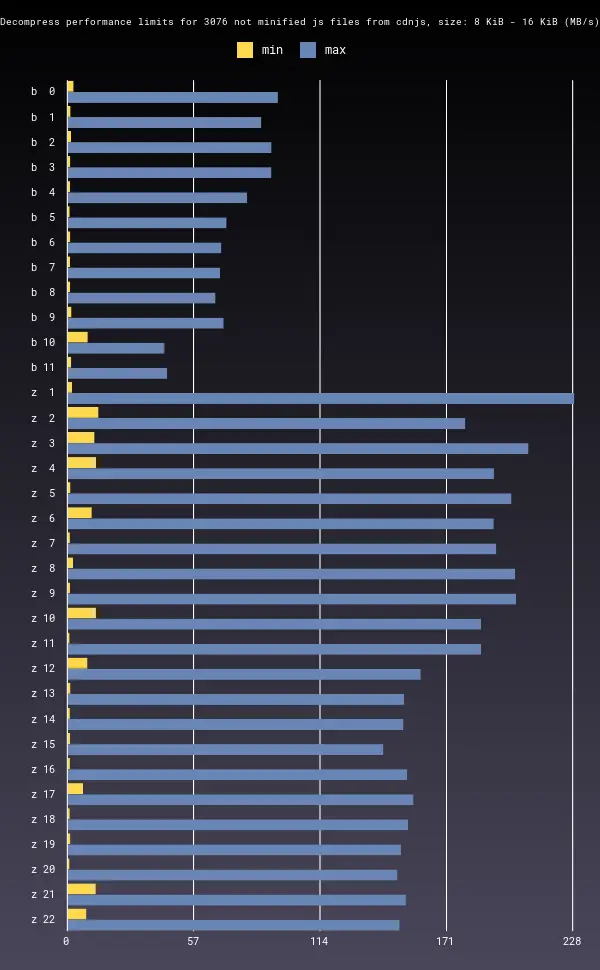 Decompress performance limits for 3076 not minified js files from cdnjs, size: 8 KiB - 16 KiB (MB/s)
min max
b 0
b 1
b 2
b 3
b 4
b 5
b 6
b 7
b 8
b 9
b 10
b 11
z 1
z 2
z 3
z 4
z 5
z 6
z 7
z 8
z 9
z 10
z 11
z 12
z 13
z 14
z 15
z 16
z 17
z 18
z 19
z 20
z 21
z 22
0 57 114 171 228